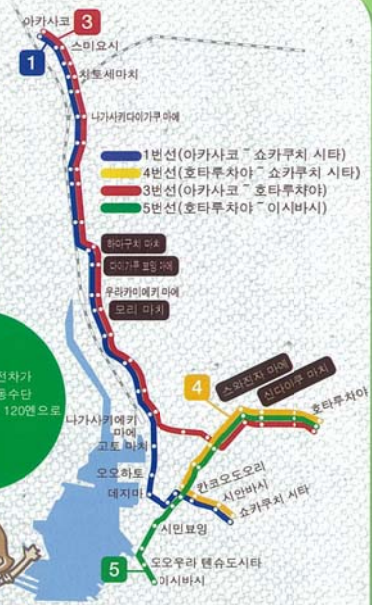 아카사코
3
1
스미요시
치토세마치
나가사키다이가쿠 마에
1번선(아카사코 ~ 쇼카쿠치 시타)
4번선(호타루차야 ~ 쇼카쿠치 시타)
3번선(아카사코 ~ 호타루차야)
5번선(호타루차야 ~ 이시바시)
하마구치 마치
다이가쿠 뵤잉 마에
우라카미에키 마에
모리 마치
스와진자 마에
신다이쿠 마치
4
호타루차야
전차가
동수단
120엔으로
나가사키에키
마에
고토 마치
오오하토
데지마
칸코오도오리
시안바시
쇼카쿠치 시타
시민뵤잉
5
오오우라 텐슈도시타
이시바시